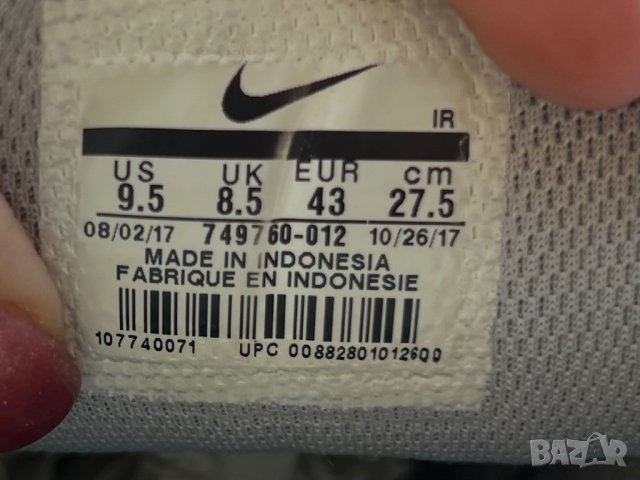 IR
US UK EUR cm
9.5 8.5 43 27.5
08/02/17 749760-012 10/26/17
MADE IN INDONESIA
FABRIQUE EN INDONESIE
107740071 UPC 00882801012600
BAZAR